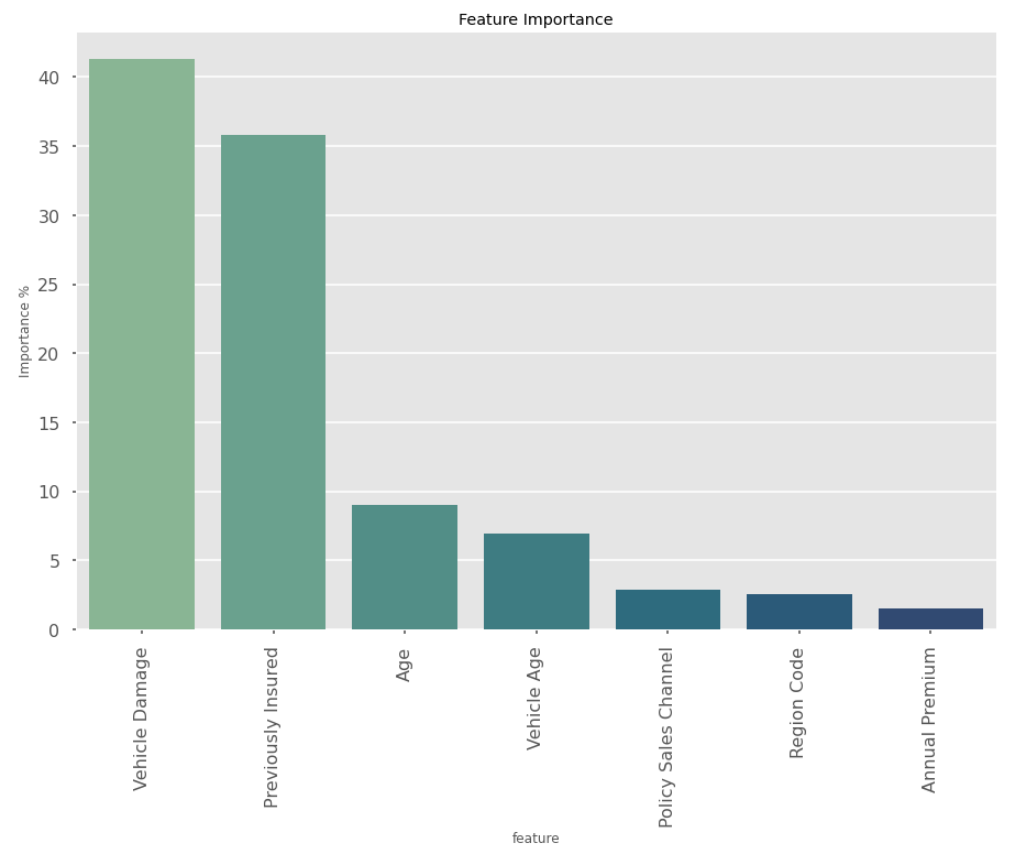 Feature Importance
Importance %
40
35
30
25
20
15
10
5
0
Vehicle Damage
Previously Insured
Age
Vehicle Age
Policy Sales Channel
Region Code
Annual Premium
feature